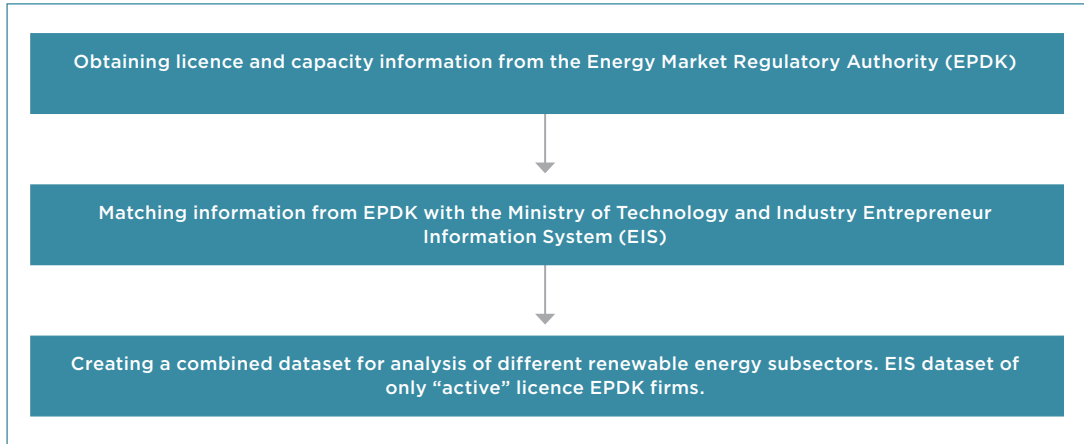 Obtaining licence and capacity information from the Energy Market Regulatory Authority (EPDK)
Matching information from EPDK with the Ministry of Technology and Industry Entrepreneur
Information System (EIS)
Creating a combined dataset for analysis of different renewable energy subsectors. EIS dataset of
only “active” licence EPDK firms.